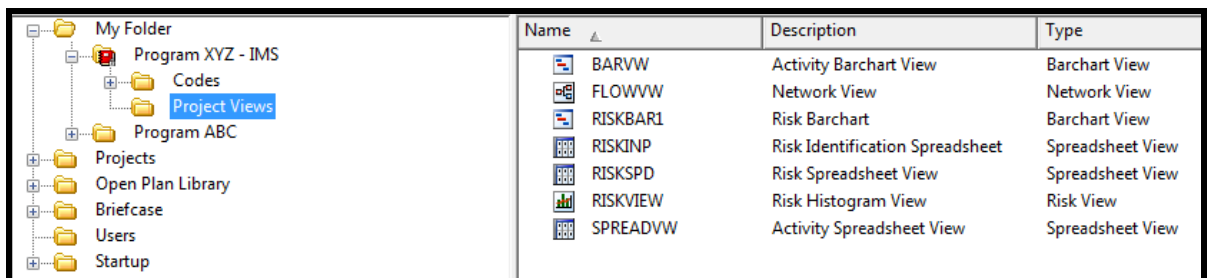 My Folder
Program XYZ - IMS
Codes
Project Views
Program ABC
Projects
Open Plan Library
Briefcase
Users
Startup
Name Description Type
BARVW Activity Barchart View Barchart View
FLOWVW Network View Network View
RISKBAR1 Risk Barchart Barchart View
RISKINP Risk Identification Spreadsheet Spreadsheet View
RISKSPD Risk Spreadsheet View Spreadsheet View
RISKVIEW Risk Histogram View Risk View
SPREADVW Activity Spreadsheet View Spreadsheet View